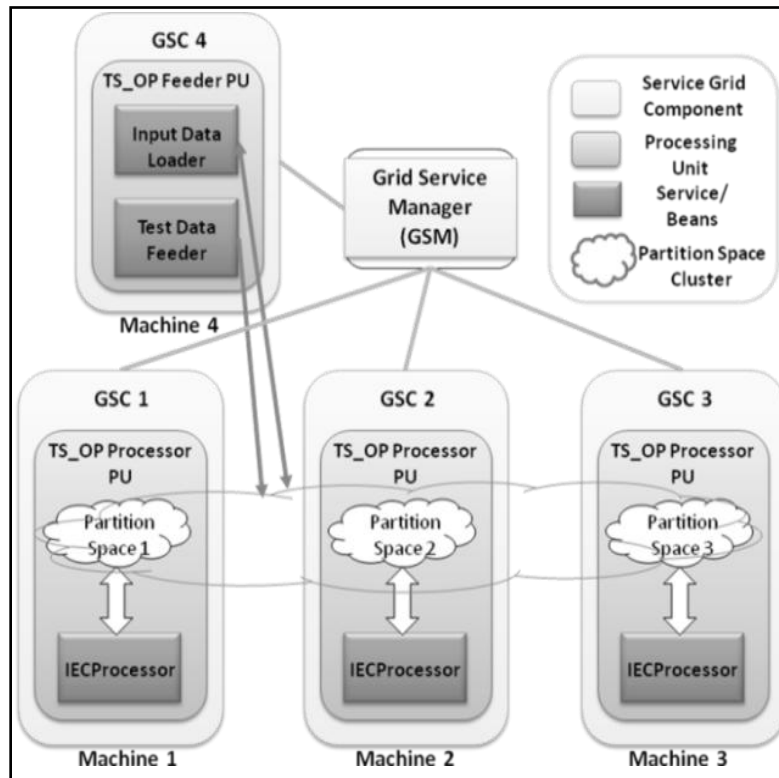 GSC 4
TS_OP Feeder PU
Input Data
Loader
Test Data
Feeder
Machine 4
Grid Service
Manager
(GSM)
Service Grid
Component
Processing
Unit
Service/
Beans
Partition Space
Cluster
GSC 1
TS_OP Processor
PU
Partition
Space 1
IECProcessor
Machine 1
GSC 2
TS_OP Processor
PU
Partition
Space 2
IECProcessor
Machine 2
GSC 3
TS_OP Processor
PU
Partition
Space 3
IECProcessor
Machine 3